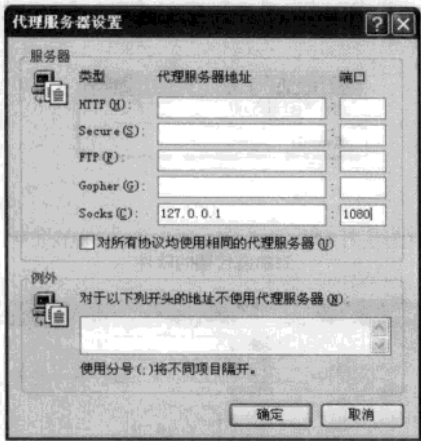 代理服务器设置
服务器
类型 代理服务器地址 端口
HTTP(H): :
Secure(S): :
FTP(F): :
Gopher(G): :
Socks(C): 127.0.0.1 : 1080
对所有协议均使用相同的代理服务器(U)
例外
对于以下列开头的地址不使用代理服务器(N):
使用分号(;)将不同项目隔开。
确定 取消